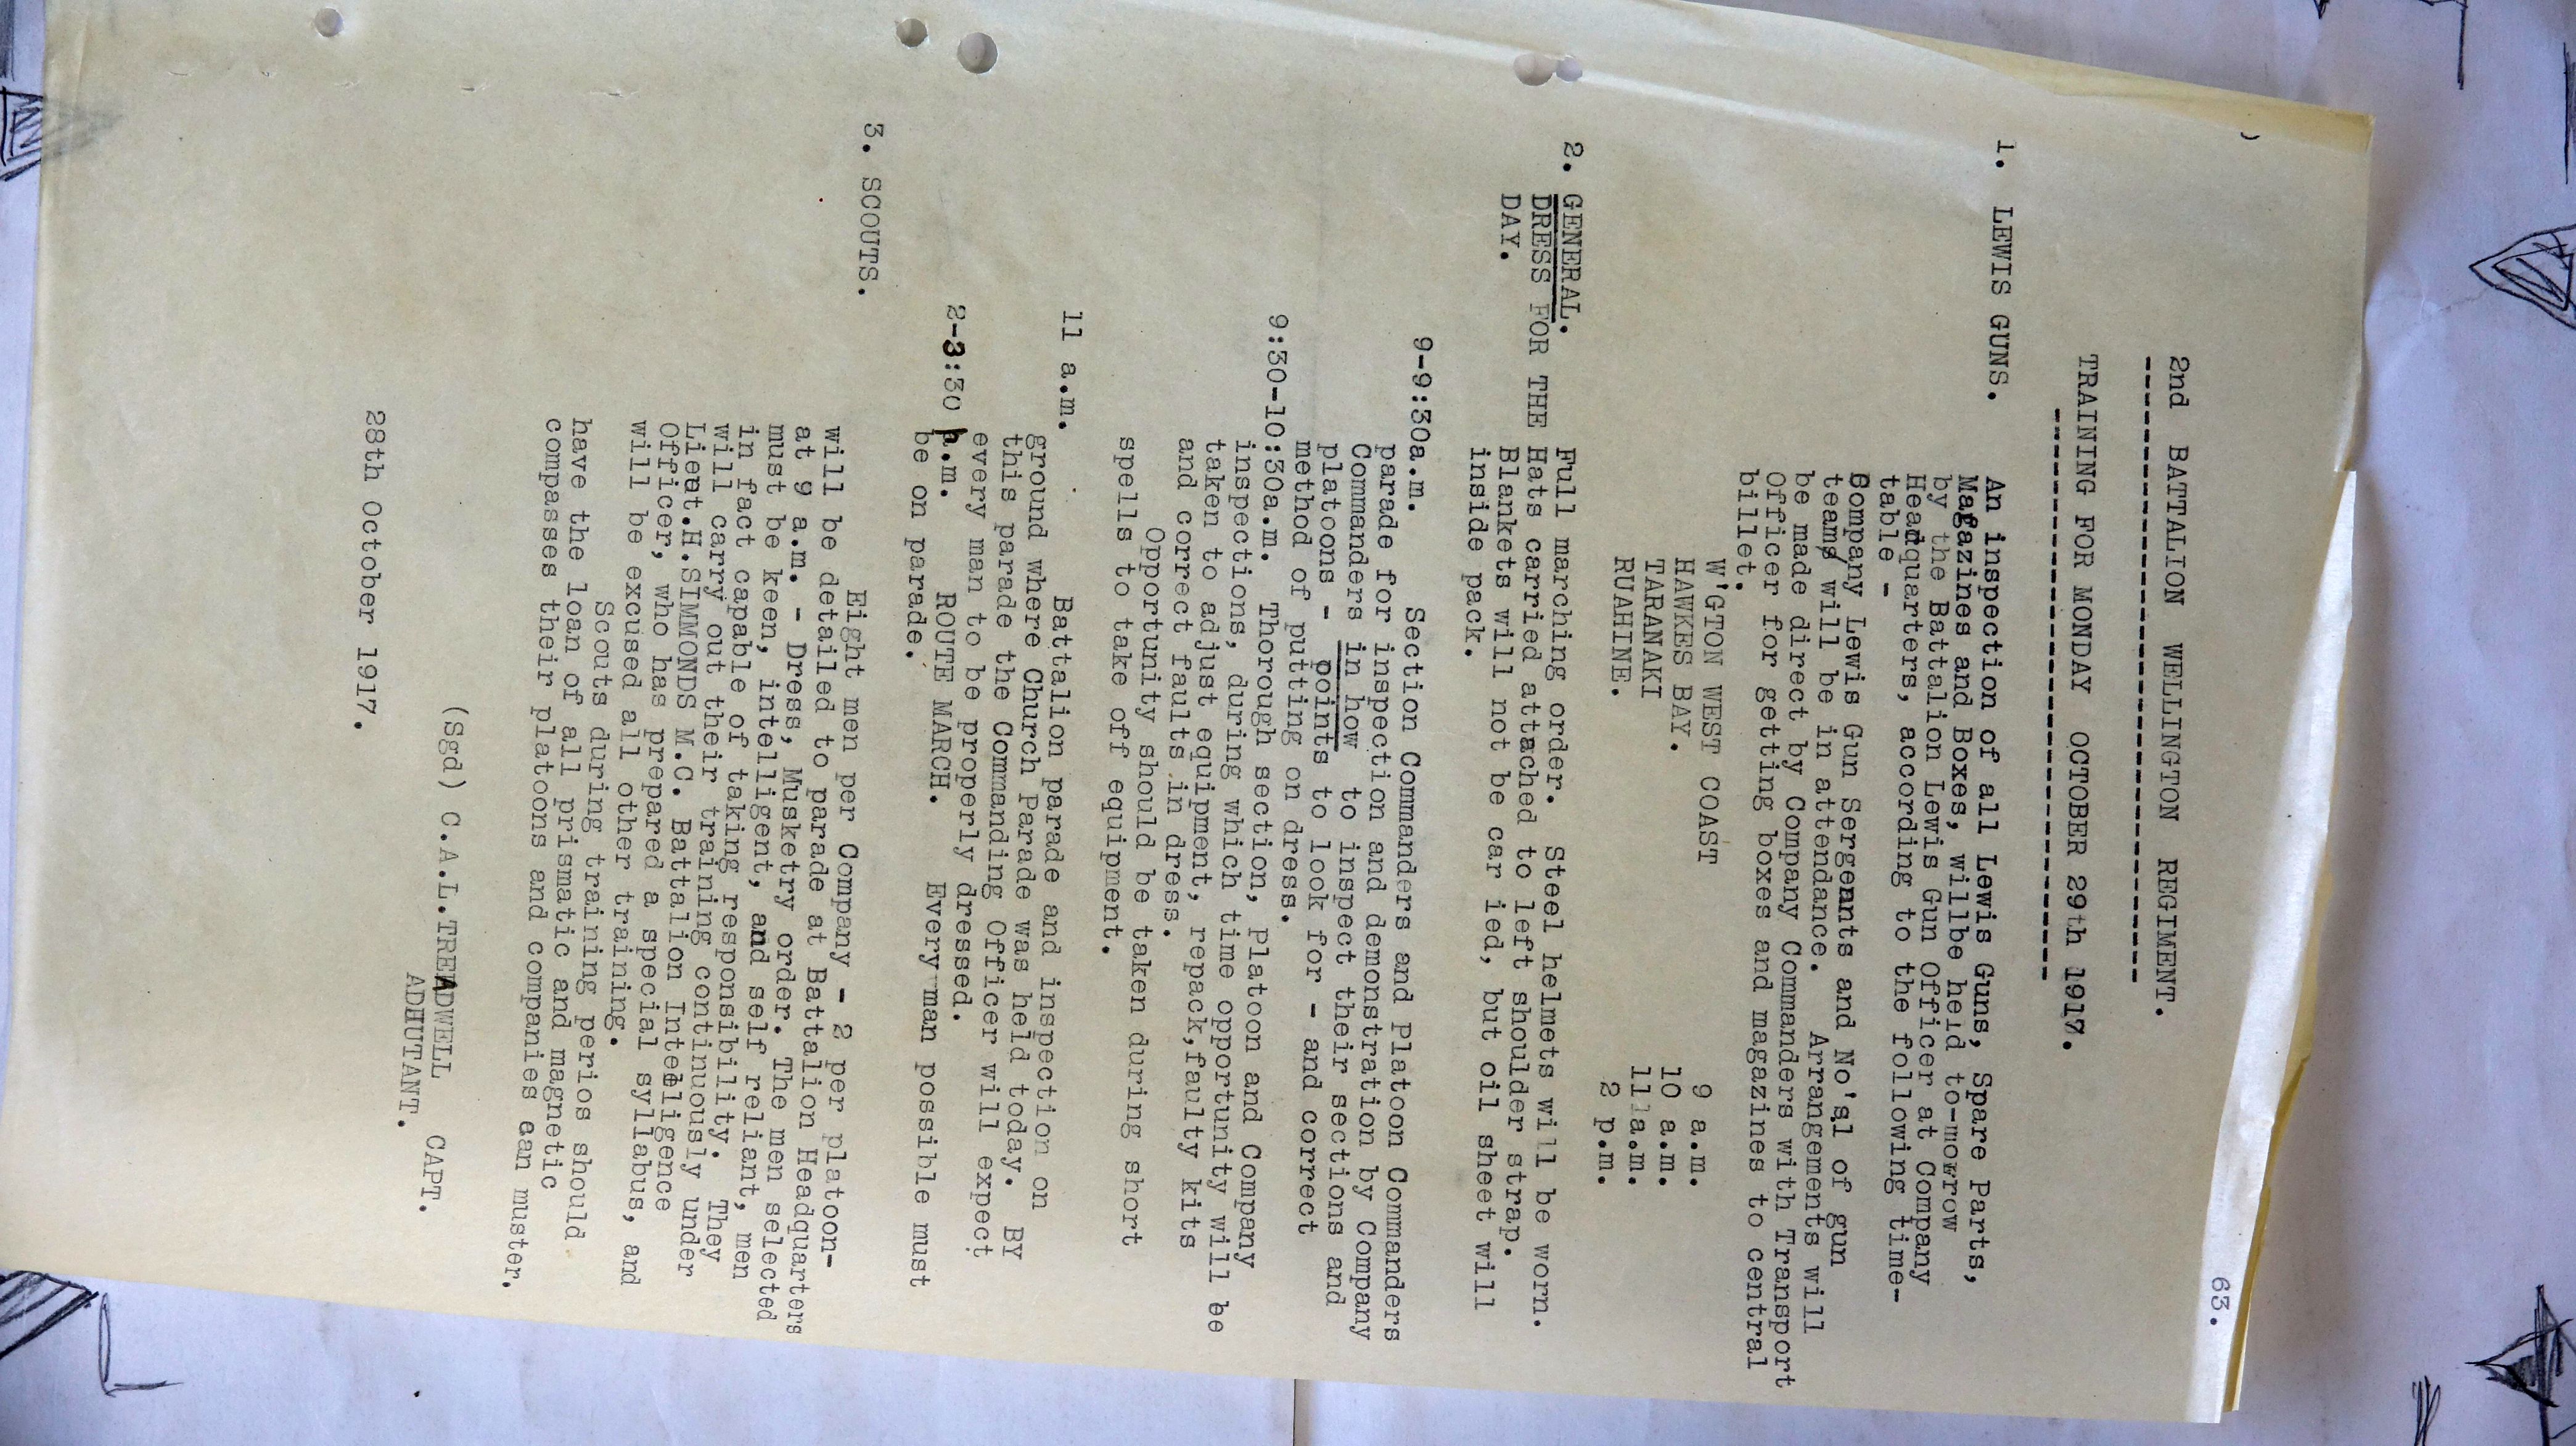 63.
2nd BATTALION WELLINGTON REGIMENT.
TRAINING FOR MONDAY OCTOBER 29th 1917.
1. LEWIS GUNS.
An inspection of all Lewis Guns, Spare Parts,
Magazines and Boxes, willbe held to-mowrow
by the Battalion Lewis Gun Officer at Company
Headquarters, according to the following time-
table -
Company Lewis Gun Sergeants and No's1 of gun
teams will be in attendance. Arrangements will
be made direct by Company Commanders with Transport
Officer for getting boxes and magazines to central
billet.
W'GTON WEST COAST 9 a.m.
HAWKES BAY. 10 a.m.
TARANAKI 11 a.m.
RUAHINE. 2 p.m.
2. GENERAL.
DRESS FOR THE
DAY.
Full marching order. Steel helmets will be worn.
Hats carried attached to left shoulder strap.
Blankets will not be car ied, but oil sheet will
inside pack.
9-9:30a.m. Section Commanders and Platoon Commanders
parade for inspection and demonstration by Company
Commanders in how to inspect their sections and
platoons - points to look for - and correct
method of putting on dress.
9:30-10:30a.m. Thorough section, Platoon and Company
inspections, during which time opportunity will be
taken to adjust equipment, repack,faulty kits
and correct faults in dress.
Opportunity should be taken during short
spells to take off equipment.
11 a.m. Battalion parade and inspection on
ground where Church Parade was held today. BY
this parade the Commanding Officer will expect
every man to be properly dressed.
2-3:30 p.m. ROUTE MARCH. Every man possible must
be on parade.
3. SCOUTS.
Eight men per Company - 2 per platoon-
will be detailed to parade at Battalion Headquarters
at 9 a.m. - Dress, Musketry order. The men selected
must be keen, intelligent, and self reliant, men
in fact capable of taking responsibility. They
will carry out their training continuously under
Lieut.H.SIMMONDS M.C. Battalion Intelligence
Officer, who has prepared a special syllabus, and
will be excused all other training.
Scouts during training perios should
have the loan of all prismatic and magnetic
compasses their platoons and companies can muster.
(Sgd) C.A.L.TREADWELL CAPT.
ADHUTANT.
28th October 1917.